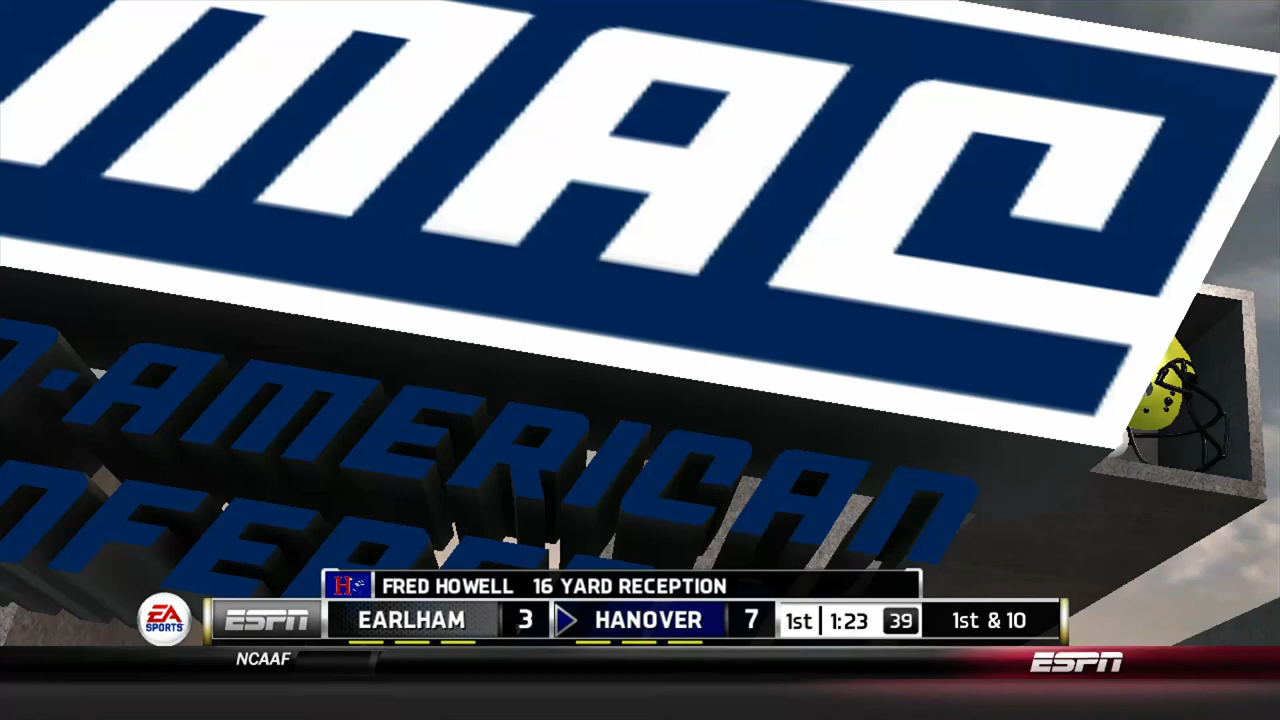 MAC
-AMERICAN
NFEREN
H FRED HOWELL 16 YARD RECEPTION
EA SPORTS ESPN EARLHAM 3 HANOVER 7 1st 1:23 39 1st & 10
NCAAF ESPN